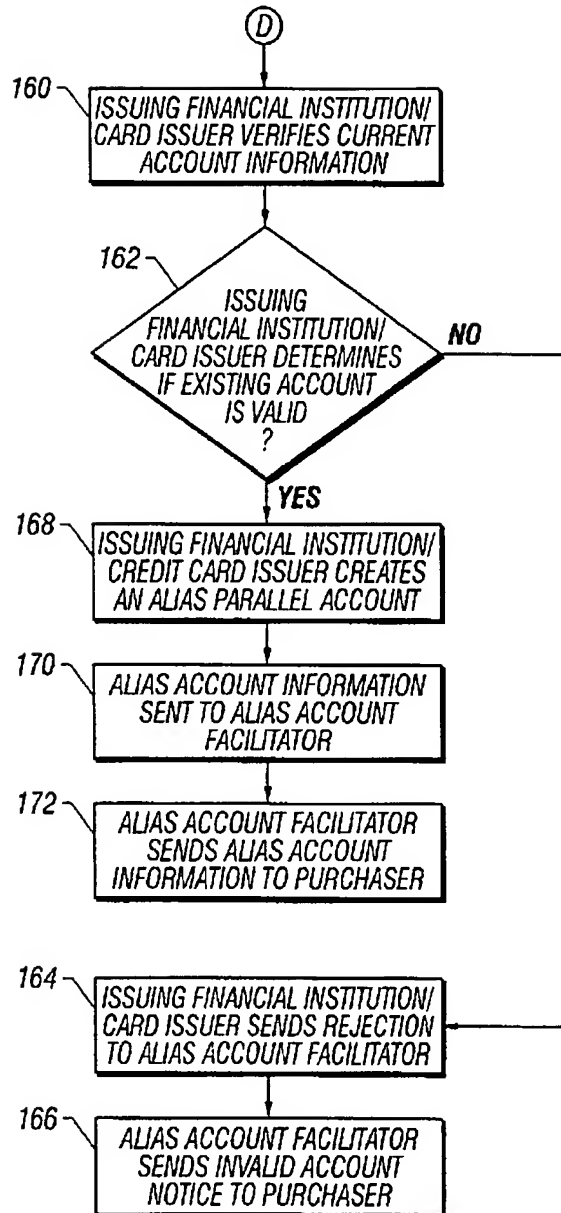 D
160
ISSUING FINANCIAL INSTITUTION/
CARD ISSUER VERIFIES CURRENT
ACCOUNT INFORMATION
162
ISSUING
FINANCIAL INSTITUTION/
CARD ISSUER DETERMINES
IF EXISTING ACCOUNT
IS VALID
?
NO
YES
168
ISSUING FINANCIAL INSTITUTION/
CREDIT CARD ISSUER CREATES
AN ALIAS PARALLEL ACCOUNT
170
ALIAS ACCOUNT INFORMATION
SENT TO ALIAS ACCOUNT
FACILITATOR
172
ALIAS ACCOUNT FACILITATOR
SENDS ALIAS ACCOUNT
INFORMATION TO PURCHASER
164
ISSUING FINANCIAL INSTITUTION/
CARD ISSUER SENDS REJECTION
TO ALIAS ACCOUNT FACILITATOR
166
ALIAS ACCOUNT FACILITATOR
SENDS INVALID ACCOUNT
NOTICE TO PURCHASER